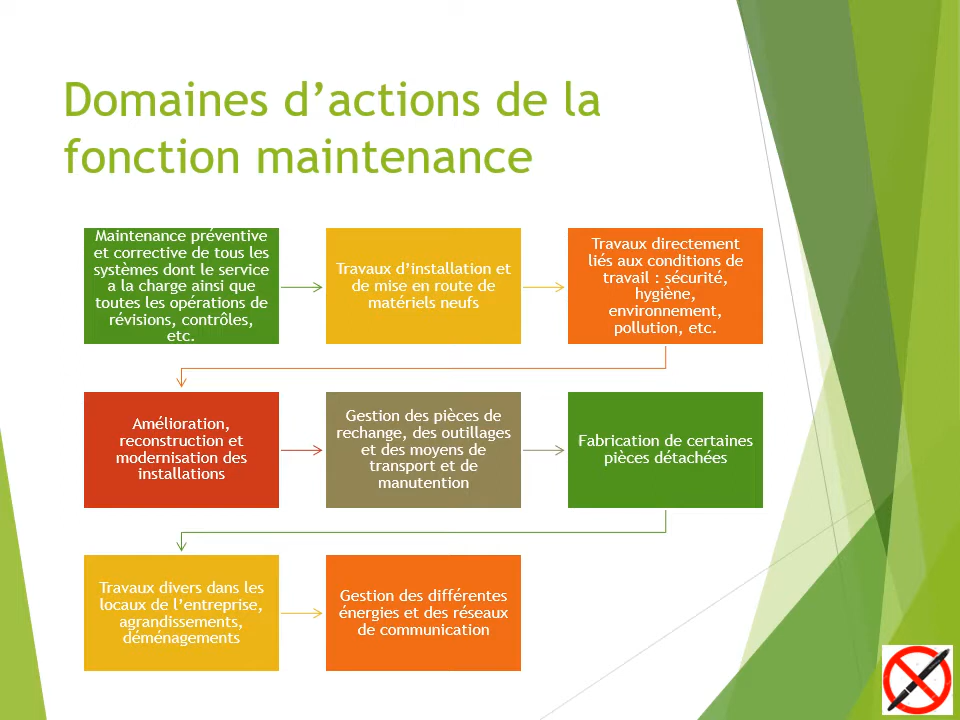 Domaines d’actions de la
fonction maintenance
Maintenance préventive
et corrective de tous les
systèmes dont le service
a la charge ainsi que
toutes les opérations de
révisions, contrôles,
etc.
Travaux d’installation et
de mise en route de
matériels neufs
Travaux directement
liés aux conditions de
travail : sécurité,
hygiène,
environnement,
pollution, etc.
Amélioration,
reconstruction et
modernisation des
installations
Gestion des pièces de
rechange, des outillages
et des moyens de
transport et de
manutention
Fabrication de certaines
pièces détachées
Travaux divers dans les
locaux de l’entreprise,
agrandissements,
déménagements
Gestion des différentes
énergies et des réseaux
de communication